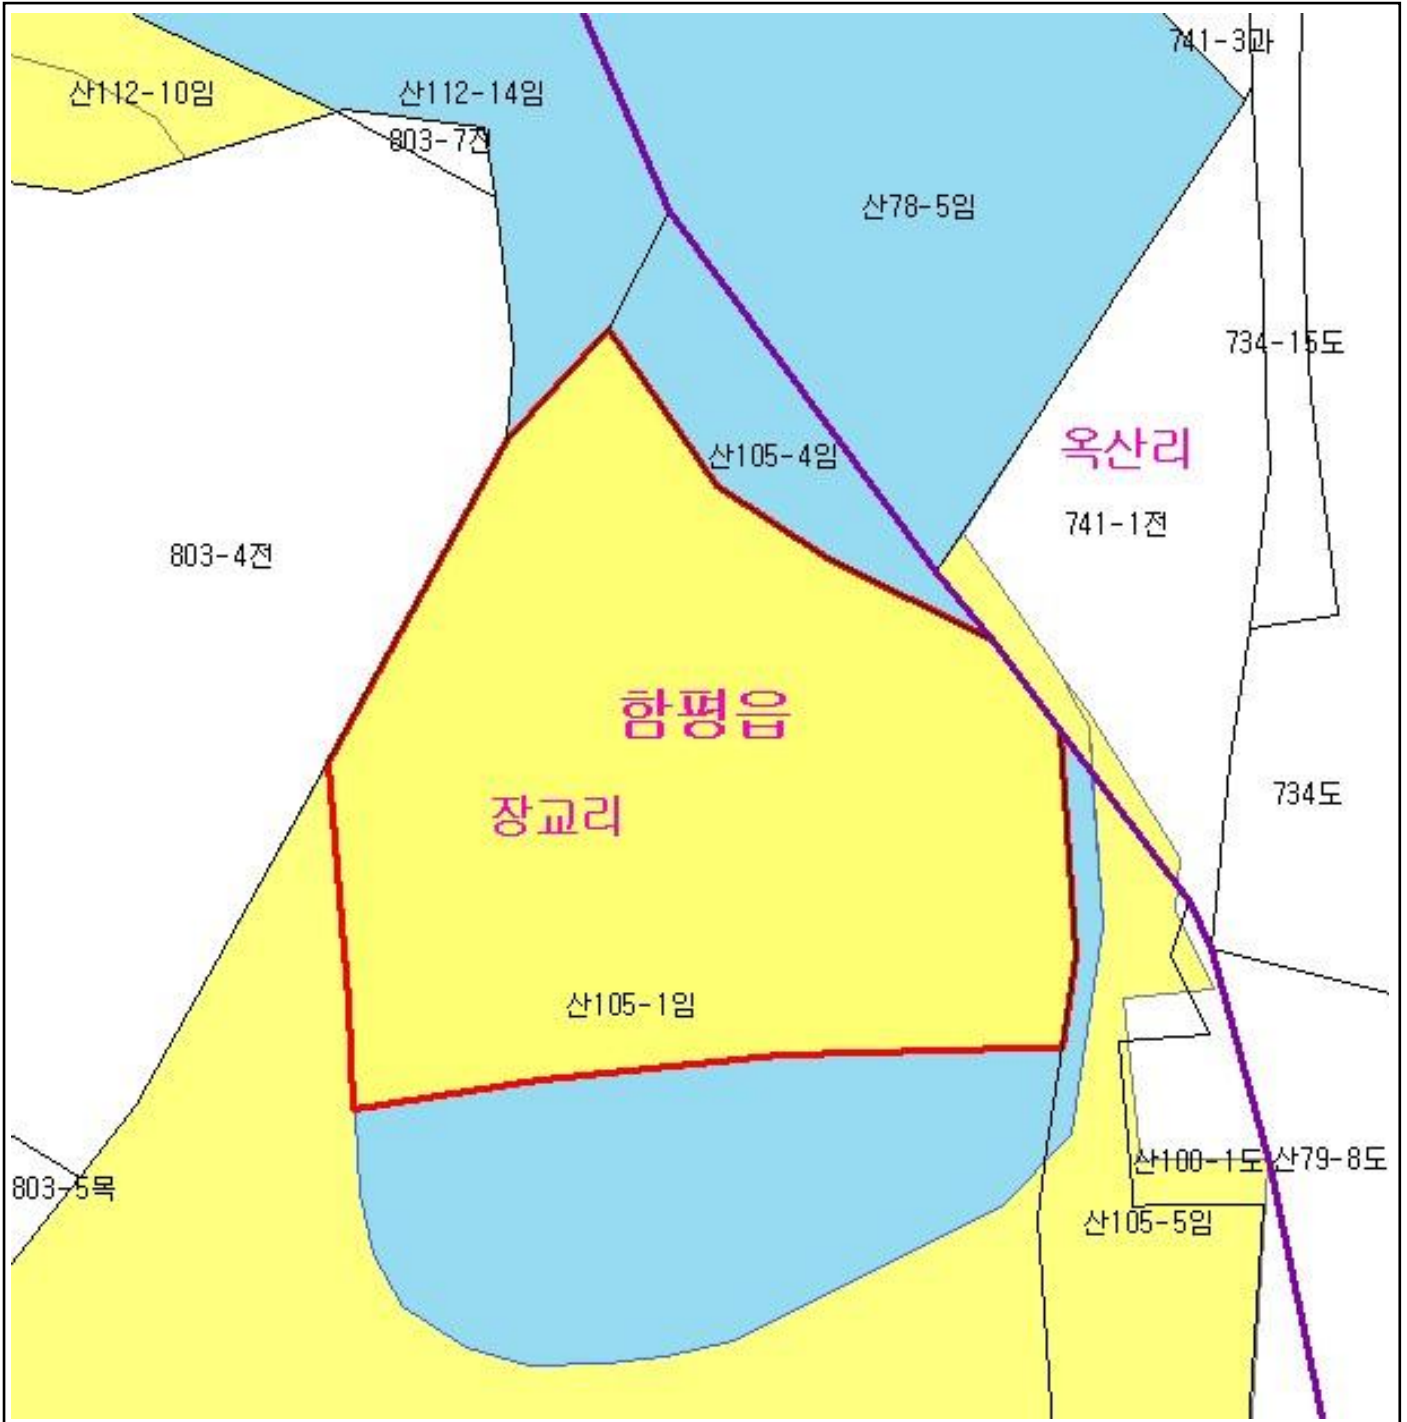 741-3과
산112-10임
산112-14임
803-7전
산78-5임
734-15도
옥산리
산105-4임
741-1전
803-4전
함평읍
734도
장교리
산105-1임
산100-1도
산79-8도
803-5목
산105-5임